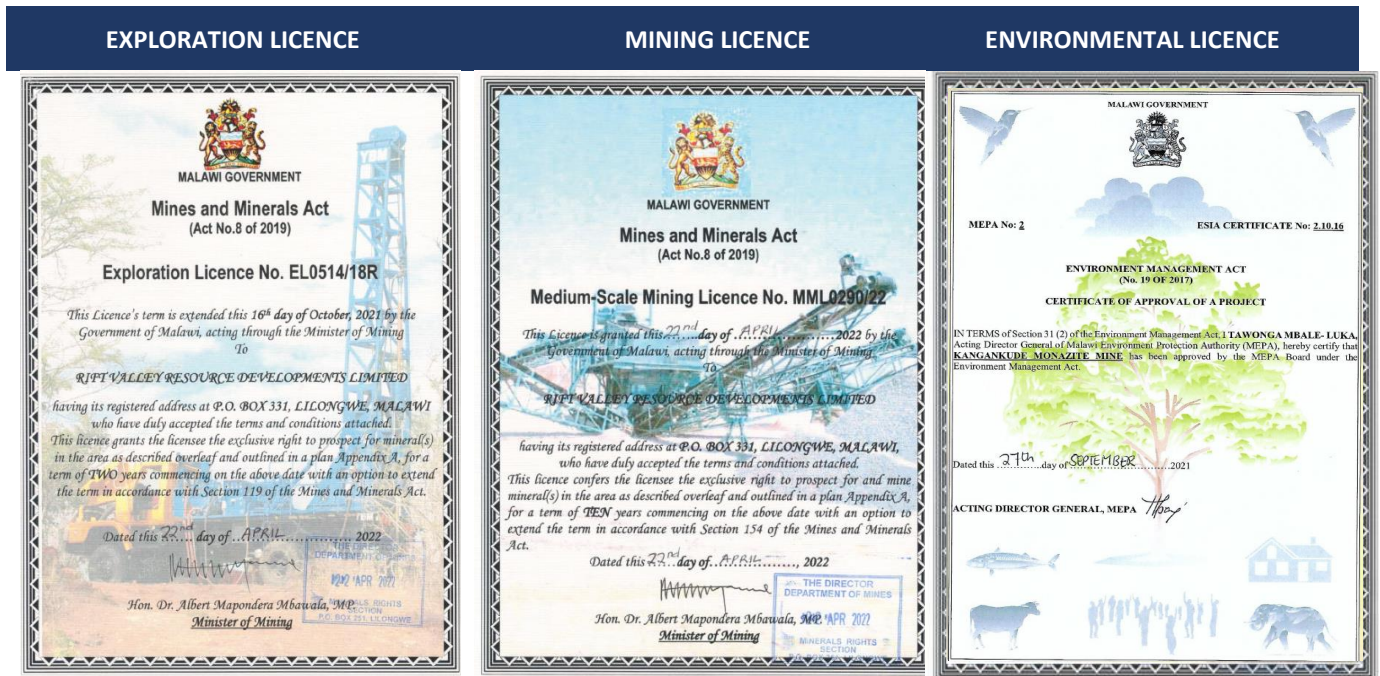 EXPLORATION LICENCE
MALAWI GOVERNMENT
Mines and Minerals Act
(Act No.8 of 2019)
Exploration Licence No. EL0514/18R
This Licence's term is extended this 16th day of October, 2021 by the
Government of Malawi, acting through the Minister of Mining
To
RIFT VALLEY RESOURCE DEVELOPMENTS LIMITED
having its registered address at P.O. BOX 331, LILONGWE, MALAWI
who have duly accepted the terms and conditions attached.
This licence grants the licensee the exclusive right to prospect for mineral(s)
in the area as described overleaf and outlined in a plan Appendix A, for a
term of TWO years commencing on the above date with an option to extend
the term in accordance with Section 119 of the Mines and Minerals Act.
Dated this 22 day of APRIL 2022
THE DIRECTOR
DEPARTMENT OF
APR 2022
MINERALS RIGHTS
SECTION
P.O. BOX 251, LILONGWE
Hon. Dr. Albert Mapondera Mbawala, MP
Minister of Mining
MINING LICENCE
MALAWI GOVERNMENT
Mines and Minerals Act
(Act No.8 of 2019)
Medium-Scale Mining Licence No. MML0290/22
This Licence is granted this 22nd day of APRIL 2022 by the
Government of Malawi, acting through the Minister of Mining
To
RIFT VALLEY RESOURCE DEVELOPMENTS LIMITED
having its registered address at P.O. BOX 331, LILONGWE, MALAWI,
who have duly accepted the terms and conditions attached.
This licence confers the licensee the exclusive right to prospect for and mine
mineral(s) in the area as described overleaf and outlined in a plan Appendix A,
for a term of TEN years commencing on the above date with an option to
extend the term in accordance with Section 154 of the Mines and Minerals
Act.
Dated this 22nd day of APRIL, 2022
THE DIRECTOR
DEPARTMENT OF MINES
APR 2022
MINERALS RIGHTS
SECTION
Hon. Dr. Albert Mapondera Mbawala, MP.
Minister of Mining
ENVIRONMENTAL LICENCE
MALAWI GOVERNMENT
MEPA No: 2
ESIA CERTIFICATE No: 2.10.16
ENVIRONMENT MANAGEMENT ACT
(No. 19 OF 2017)
CERTIFICATE OF APPROVAL OF A PROJECT
IN TERMS of Section 31 (2) of the Environment Management Act, I TAWONGA MBALE- LUKA,
Acting Director General of Malawi Environment Protection Authority (MEPA), hereby certify that
KANGANKUDE MONAZITE MINE has been approved by the MEPA Board under the
Environment Management Act.
Dated this 27th day of SEPTEMBER 2021
ACTING DIRECTOR GENERAL, MEPA